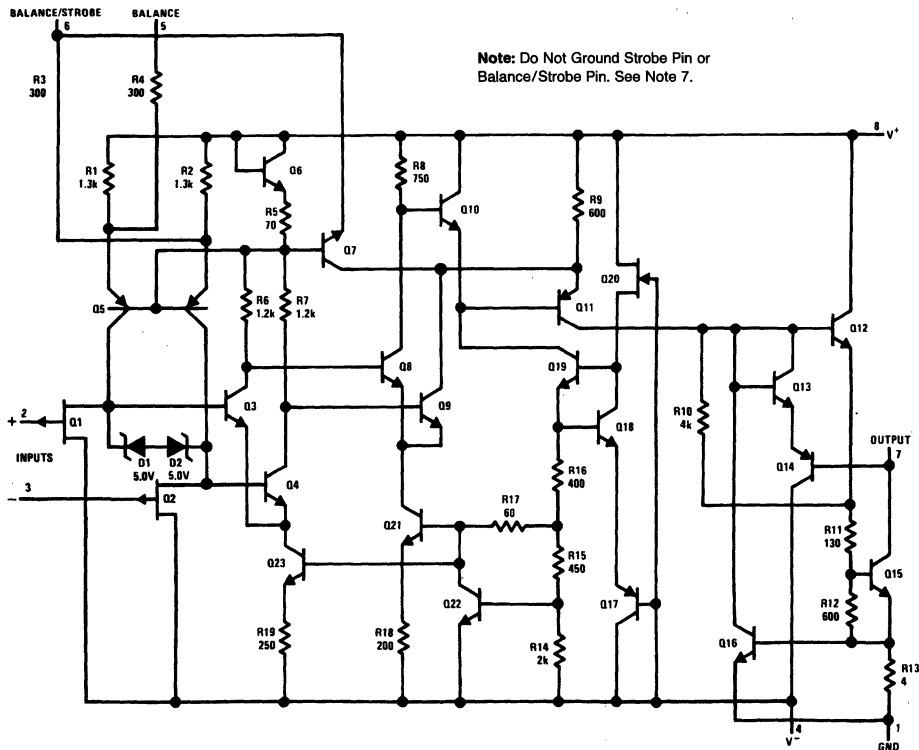 BALANCE/STROBE
6
BALANCE
5
Note: Do Not Ground Strobe Pin or
Balance/Strobe Pin. See Note 7.
R3
300
R4
300
8
V+
R1
1.3k
R2
1.3k
Q6
R5
70
R8
750
Q10
R9
600
Q7
Q20
Q5
R6
1.2k
R7
1.2k
Q11
Q12
Q8
Q19
Q13
Q3
Q9
R10
4k
Q18
+
2
Q1
INPUTS
D1
5.0V
D2
5.0V
Q14
OUTPUT
7
R16
400
3
–
Q2
Q4
R17
60
R11
130
Q21
Q23
R15
450
Q15
Q22
Q17
R12
600
R19
250
R18
200
R14
2k
Q16
R13
4
4
V–
1
GND